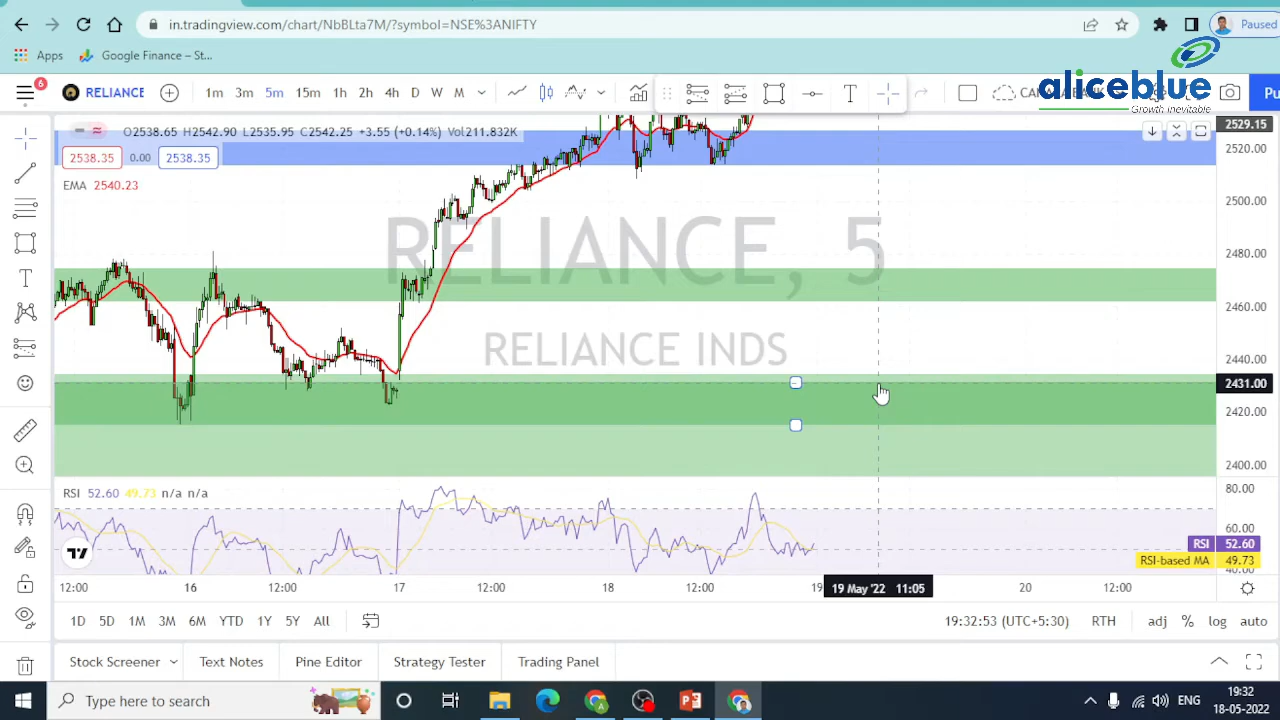 in.tradingview.com/chart/NbBLta7M/?symbol=NSE%3ANIFTY
Paused
Apps
Google Finance – St...
aliceblue
Growth inevitable
6
RELIANCE
1m 3m 5m 15m 1h 2h 4h D W M
Pu
O2538.65 H2542.90 L2535.95 C2542.25 +3.55 (+0.14%) Vol211.832K
2529.15
2520.00
2538.35 0.00 2538.35
EMA 2540.23
2500.00
RELIANCE, 5
2480.00
2460.00
RELIANCE INDS
2440.00
2431.00
2420.00
2400.00
RSI 52.60 49.73 n/a n/a
80.00
60.00
RSI 52.60
RSI-based MA 49.73
40.00
12:00 16 12:00 17 12:00 18 12:00 19 19 May '22 11:05 20 12:00
1D 5D 1M 3M 6M YTD 1Y 5Y All
19:32:53 (UTC+5:30) RTH adj % log auto
Stock Screener Text Notes Pine Editor Strategy Tester Trading Panel
Type here to search
ENG
19:32
18-05-2022